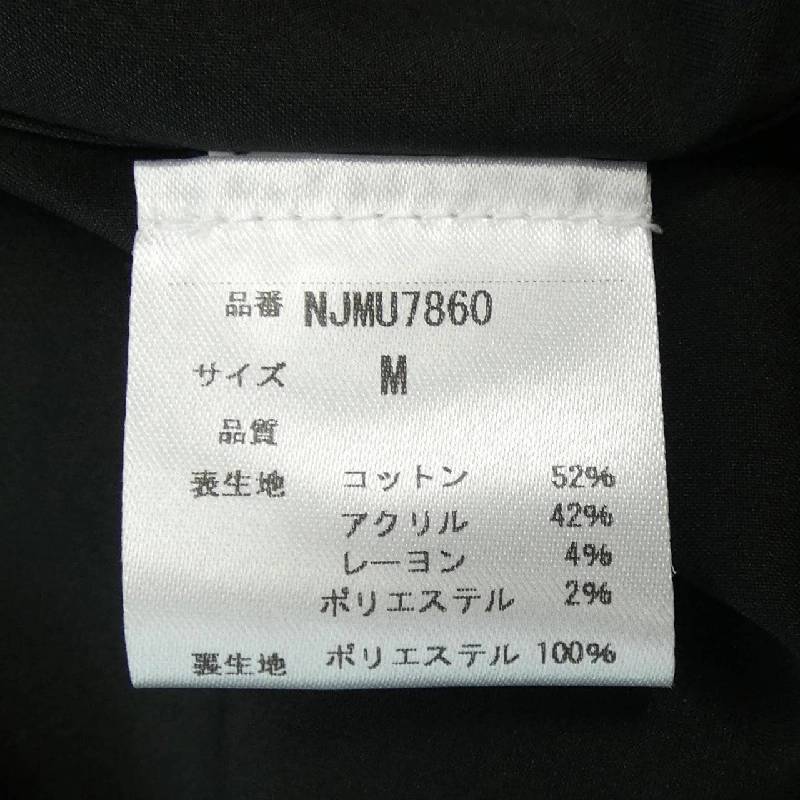 品番 NJMU7860
サイズ M
品質
表生地 コットン 52%
アクリル 42%
レーヨン 4%
ポリエステル 2%
裏生地 ポリエステル 100%